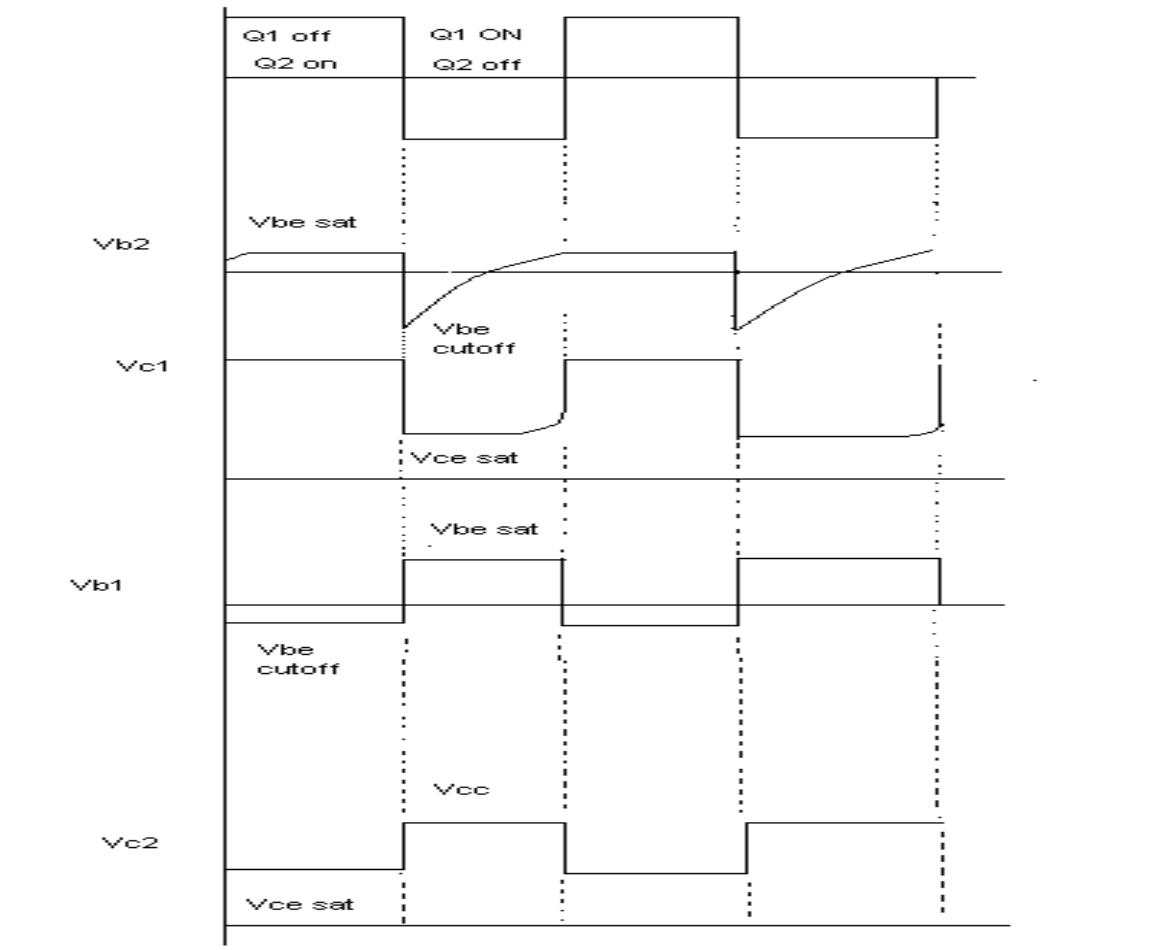 Q1 off
Q1 ON
Q2 on
Q2 off
Vbe sat
Vb2
Vbe
cutoff
Vc1
Vce sat
Vbe sat
Vb1
Vbe
cutoff
Vcc
Vc2
Vce sat